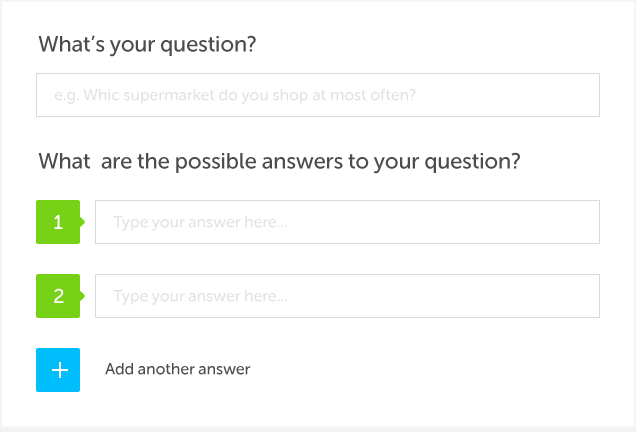 What's your question?
e.g. Whic supermarket do you shop at most often?
What  are the possible answers to your question?
1 Type your answer here...
2 Type your answer here...
+ Add another answer